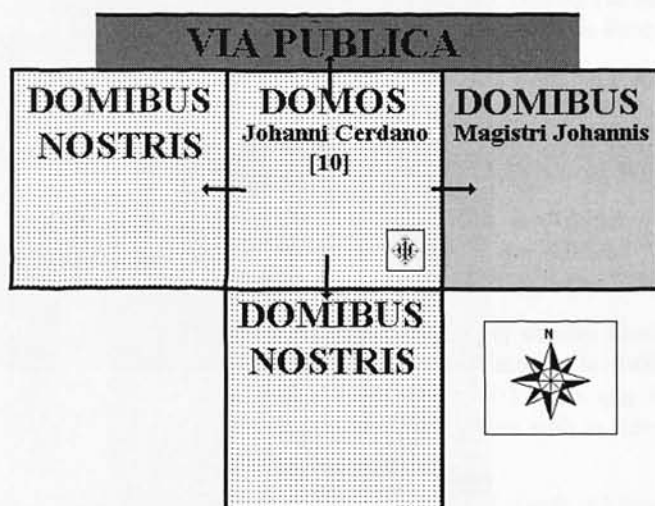 VIA PUBLICA
DOMIBUS
NOSTRIS
DOMOS
Johanni Cerdano
[10]
DOMIBUS
Magistri Johannis
DOMIBUS
NOSTRIS
N